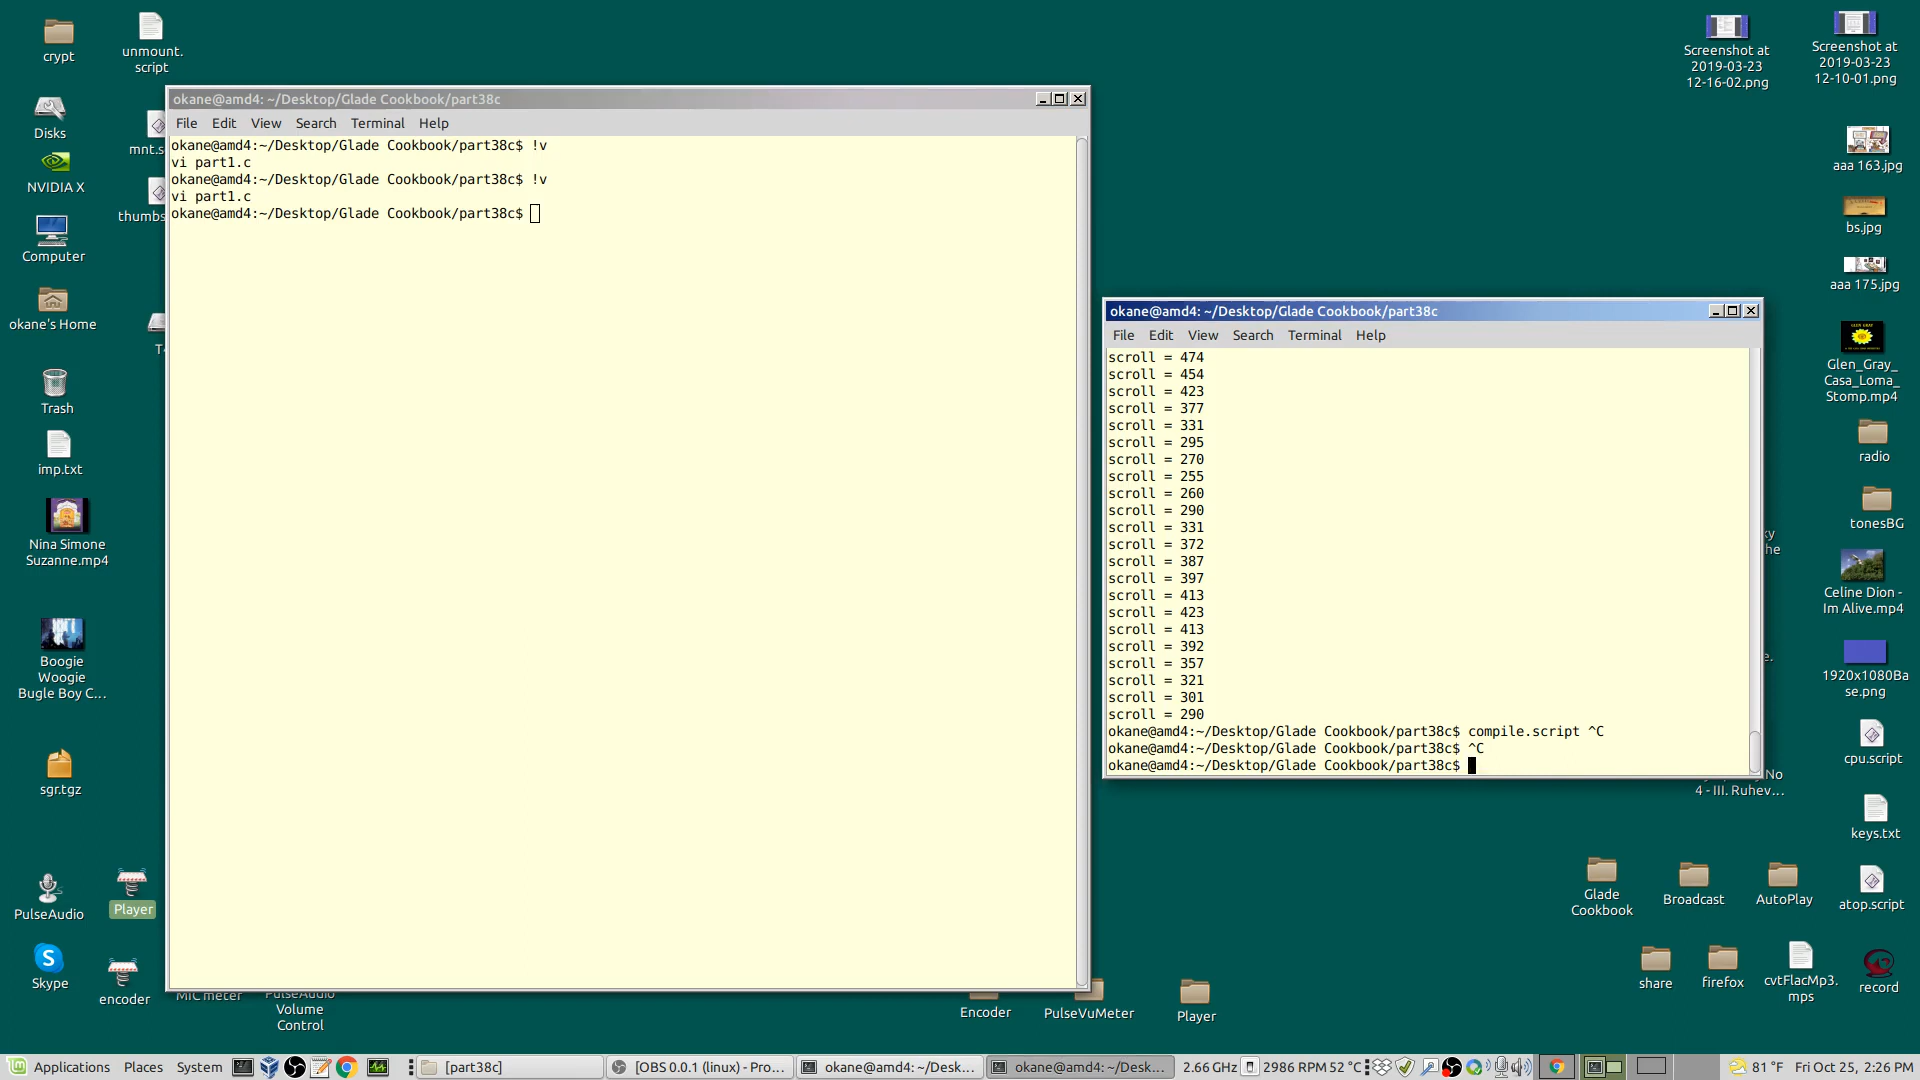 crypt
unmount.
script
Screenshot at
2019-03-23
12-16-02.png
Screenshot at
2019-03-23
12-10-01.png
Disks
mnt.s
NVIDIA X
thumbs
Computer
okane's Home
Trash
imp.txt
Nina Simone
Suzanne.mp4
Boogie
Woogie
Bugle Boy C...
sgr.tgz
PulseAudio
Player
Skype
encoder
MIC meter
PulseAudio
Volume
Control
okane@amd4: ~/Desktop/Glade Cookbook/part38c
File Edit View Search Terminal Help
okane@amd4:~/Desktop/Glade Cookbook/part38c$ !v
vi part1.c
okane@amd4:~/Desktop/Glade Cookbook/part38c$ !v
vi part1.c
okane@amd4:~/Desktop/Glade Cookbook/part38c$
okane@amd4: ~/Desktop/Glade Cookbook/part38c
File Edit View Search Terminal Help
scroll = 474
scroll = 454
scroll = 423
scroll = 377
scroll = 331
scroll = 295
scroll = 270
scroll = 255
scroll = 260
scroll = 290
scroll = 331
scroll = 372
scroll = 387
scroll = 397
scroll = 413
scroll = 423
scroll = 413
scroll = 392
scroll = 357
scroll = 321
scroll = 301
scroll = 290
okane@amd4:~/Desktop/Glade Cookbook/part38c$ compile.script ^C
okane@amd4:~/Desktop/Glade Cookbook/part38c$ ^C
okane@amd4:~/Desktop/Glade Cookbook/part38c$
aaa 163.jpg
bs.jpg
aaa 175.jpg
Glen_Gray_
Casa_Loma_
Stomp.mp4
radio
tonesBG
Celine Dion -
Im Alive.mp4
1920x1080Ba
se.png
cpu.script
No
4 - III. Ruhev...
keys.txt
Glade
Cookbook
Broadcast
AutoPlay
atop.script
share
firefox
cvtFlacMp3.
mps
record
Encoder
PulseVuMeter
Player
Applications Places System [part38c] [OBS 0.0.1 (linux) - Pro... okane@amd4: ~/Desk... okane@amd4: ~/Desk... 2.66 GHz 2986 RPM 52 °C 81 °F Fri Oct 25, 2:26 PM